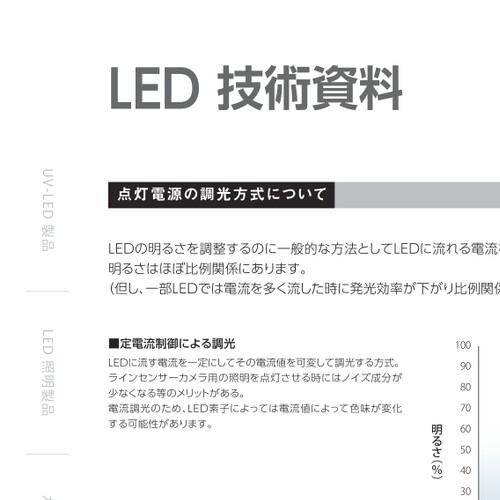 LED 技術資料
点灯電源の調光方式について
LEDの明るさを調整するのに一般的な方法としてLEDに流れる電流
明るさはほぼ比例関係にあります。
(但し、一部LEDでは電流を多く流した時に発光効率が下がり比例関係
■定電流制御による調光
LEDに流す電流を一定にしてその電流値を可変して調光する方式。
ラインセンサーカメラ用の照明を点灯させる時にはノイズ成分が
少なくなる等のメリットがある。
電流調光のため、LED素子によっては電流値によって色味が変化
する可能性があります。
明るさ(%)
100
90
80
70
60
50
40
30
UV-LED 製品
LED 照明製品